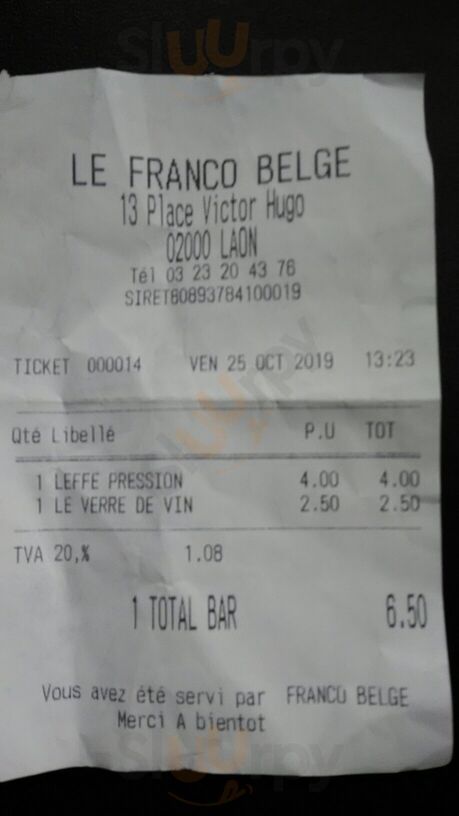 Sluurpy
LE FRANCO BELGE
13 Place Victor Hugo
02000 LAON
Tél 03 23 20 43 76
SIRET80893784100019
TICKET 000014 VEN 25 OCT 2019 13:23
Sluurpy
Qté Libellé P.U TOT
1 LEFFE PRESSION 4.00 4.00
1 LE VERRE DE VIN 2.50 2.50
TVA 20,% 1.08
1 TOTAL BAR 6.50
Vous avez été servi par FRANCO BELGE
Merci A bientot
Sluurpy